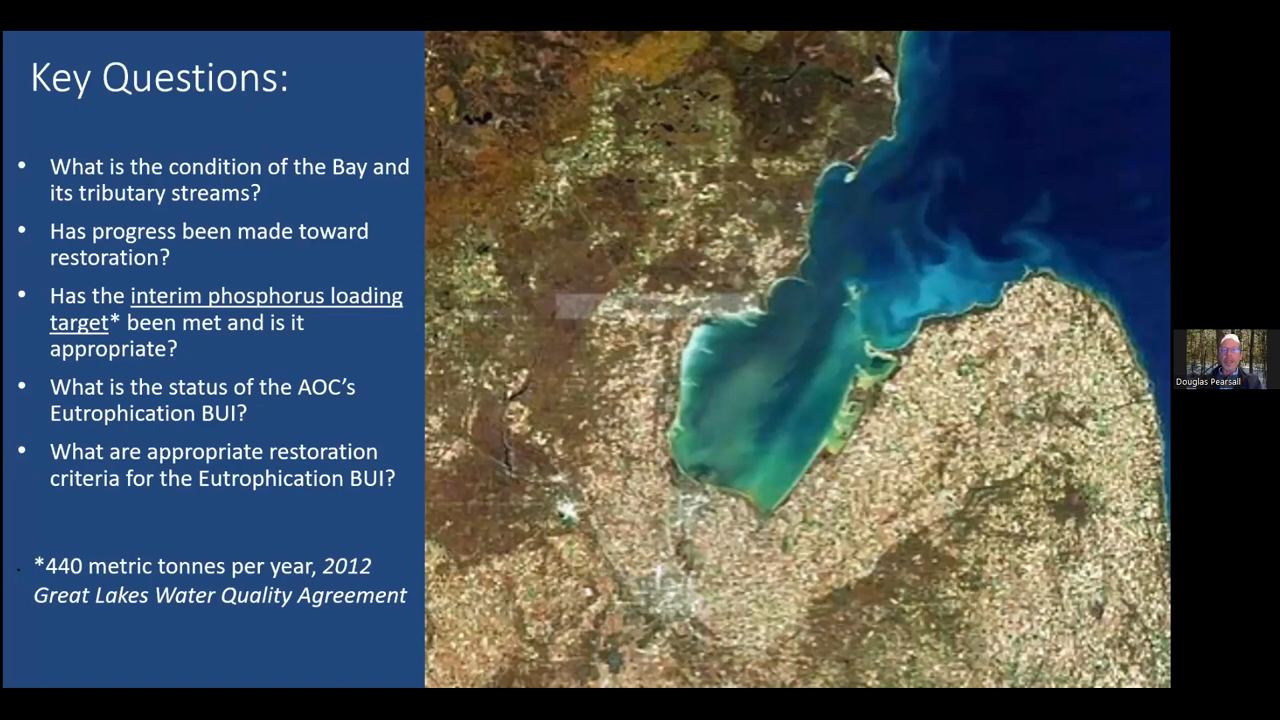 Key Questions:
• What is the condition of the Bay and
its tributary streams?
• Has progress been made toward
restoration?
• Has the interim phosphorus loading
target* been met and is it
appropriate?
• What is the status of the AOC’s
Eutrophication BUI?
• What are appropriate restoration
criteria for the Eutrophication BUI?
*440 metric tonnes per year, 2012
Great Lakes Water Quality Agreement
Douglas Pearsall